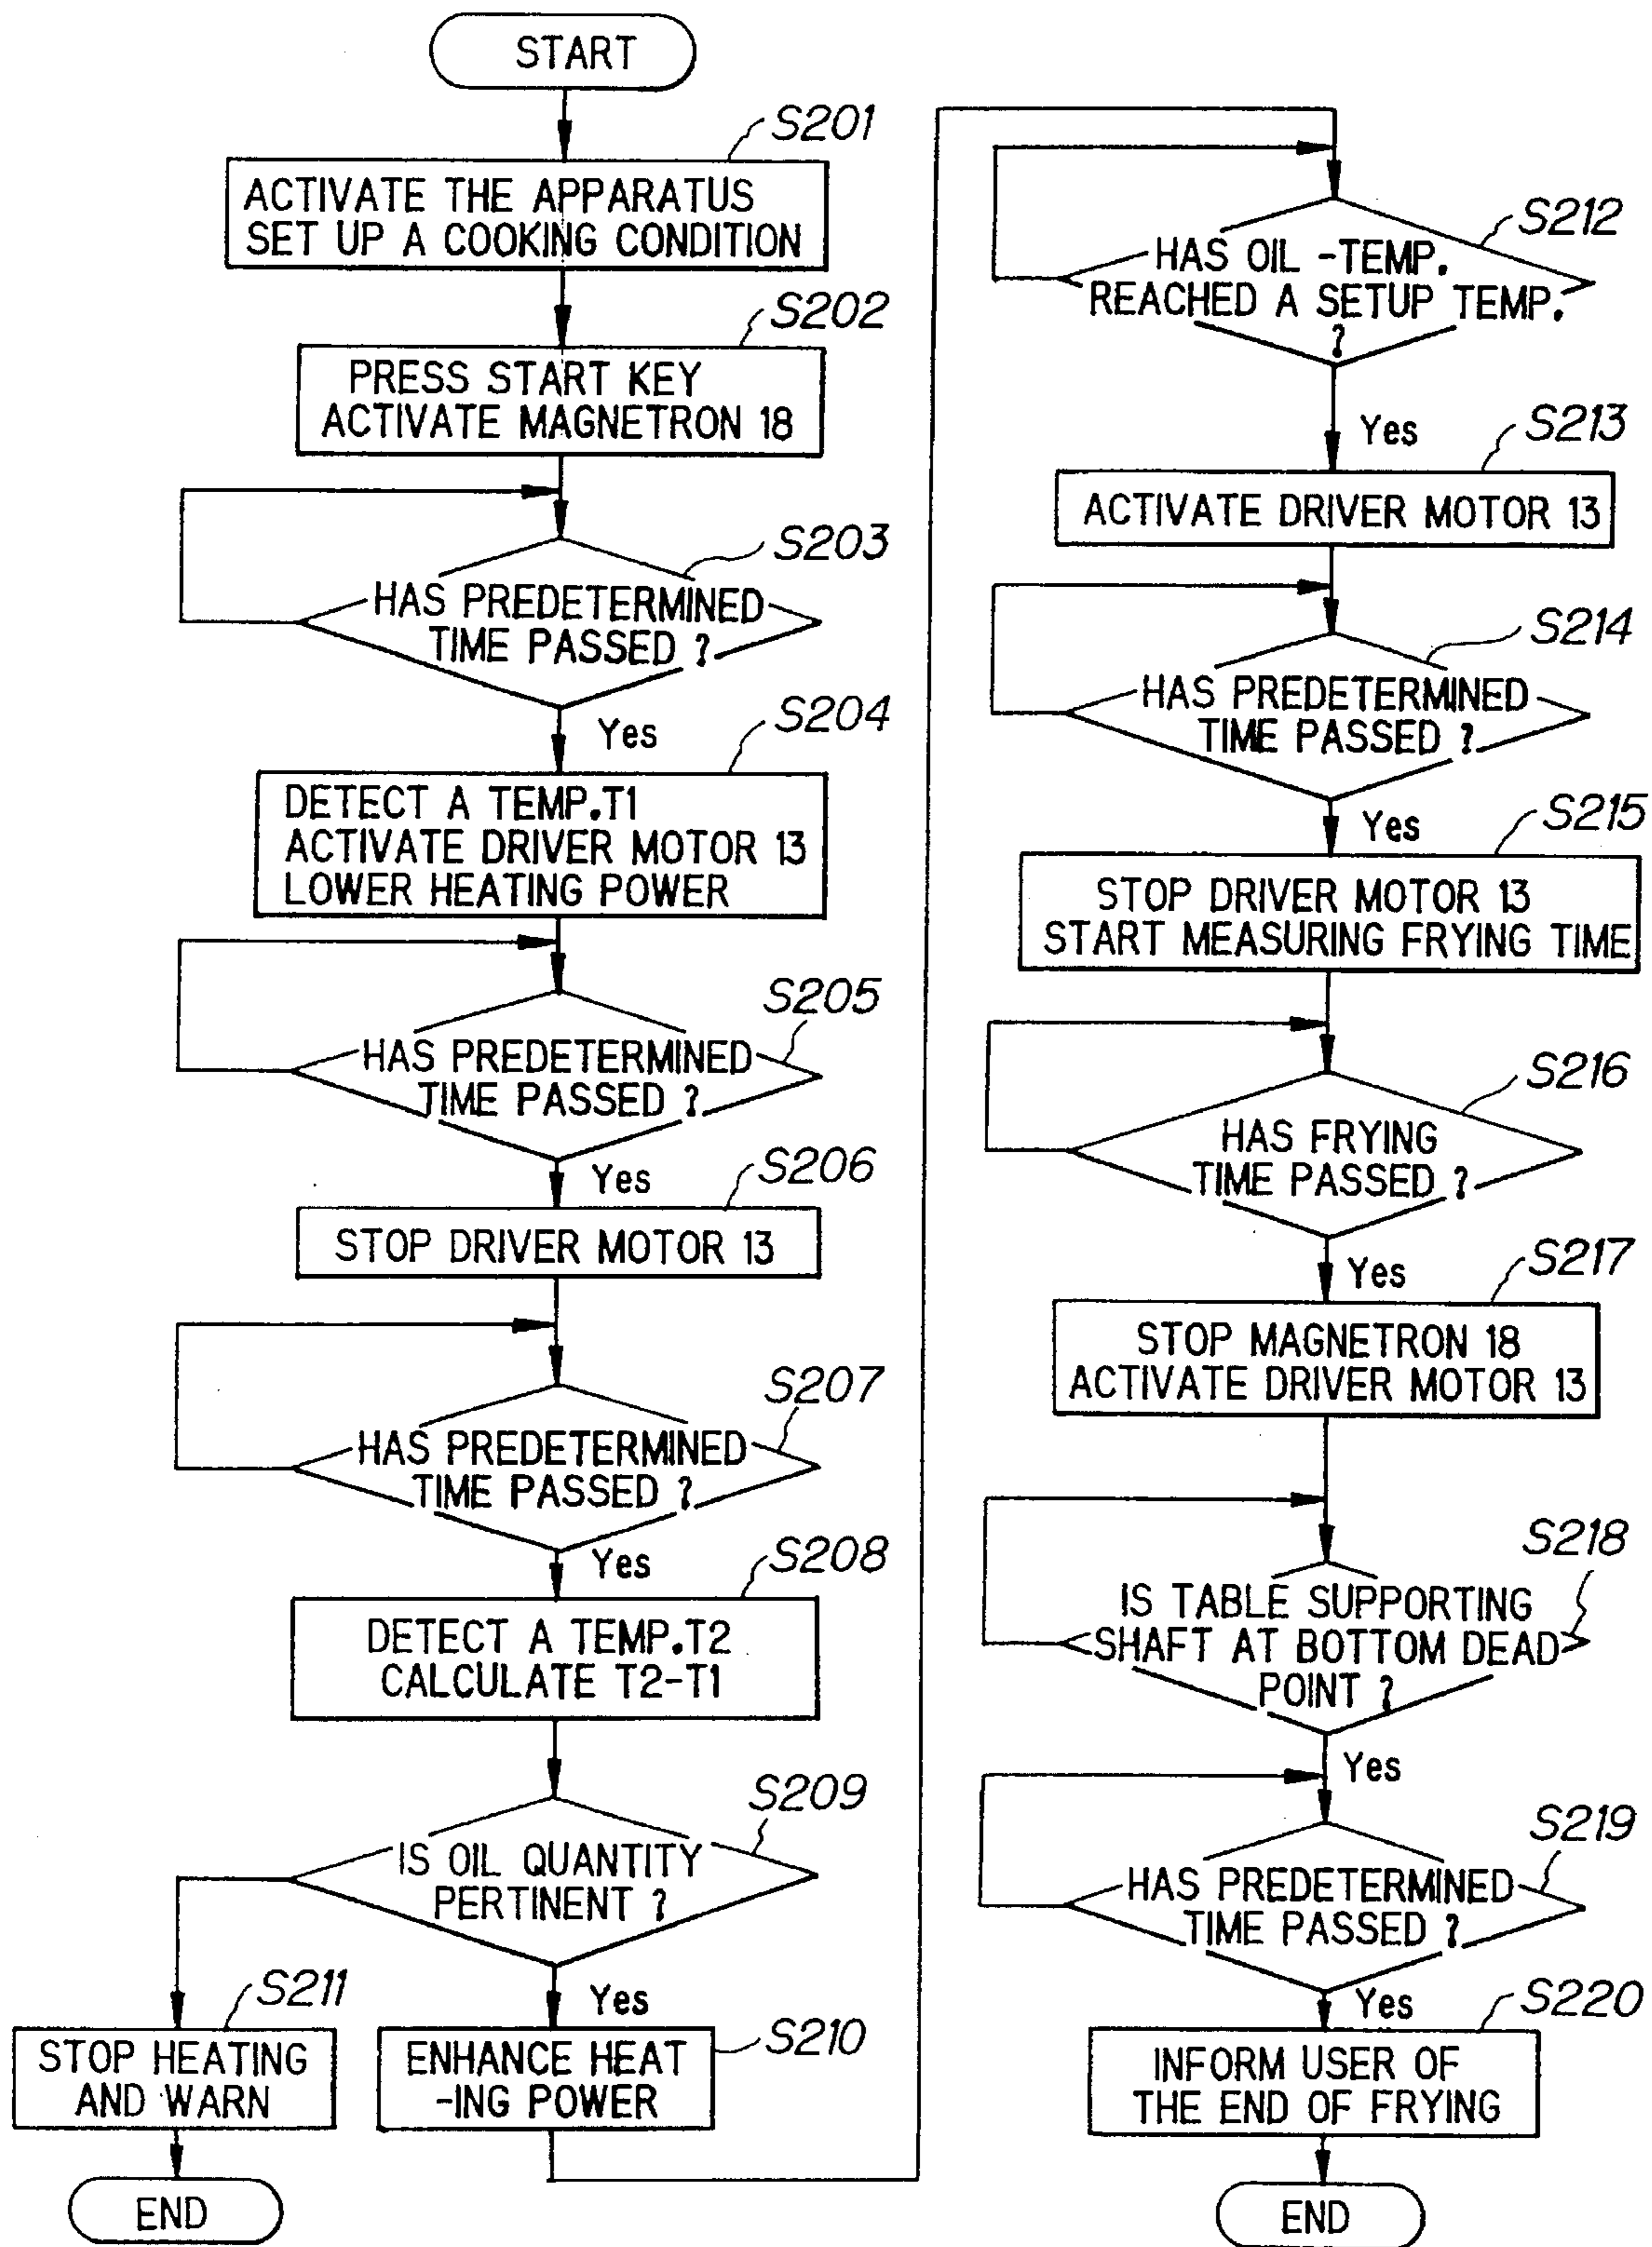 START
S201
ACTIVATE THE APPARATUS
SET UP A COOKING CONDITION
S202
PRESS START KEY
ACTIVATE MAGNETRON 18
S203
HAS PREDETERMINED
TIME PASSED ?
Yes
S204
DETECT A TEMP.T1
ACTIVATE DRIVER MOTOR 13
LOWER HEATING POWER
S205
HAS PREDETERMINED
TIME PASSED ?
Yes
S206
STOP DRIVER MOTOR 13
S207
HAS PREDETERMINED
TIME PASSED ?
Yes
S208
DETECT A TEMP.T2
CALCULATE T2-T1
S209
IS OIL QUANTITY
PERTINENT ?
S211
STOP HEATING
AND WARN
END
Yes
S210
ENHANCE HEAT
-ING POWER
S212
HAS OIL -TEMP.
REACHED A SETUP TEMP.
?
Yes
S213
ACTIVATE DRIVER MOTOR 13
S214
HAS PREDETERMINED
TIME PASSED ?
Yes
S215
STOP DRIVER MOTOR 13
START MEASURING FRYING TIME
S216
HAS FRYING
TIME PASSED ?
Yes
S217
STOP MAGNETRON 18
ACTIVATE DRIVER MOTOR 13
S218
IS TABLE SUPPORTING
SHAFT AT BOTTOM DEAD
POINT ?
Yes
S219
HAS PREDETERMINED
TIME PASSED ?
Yes
S220
INFORM USER OF
THE END OF FRYING
END